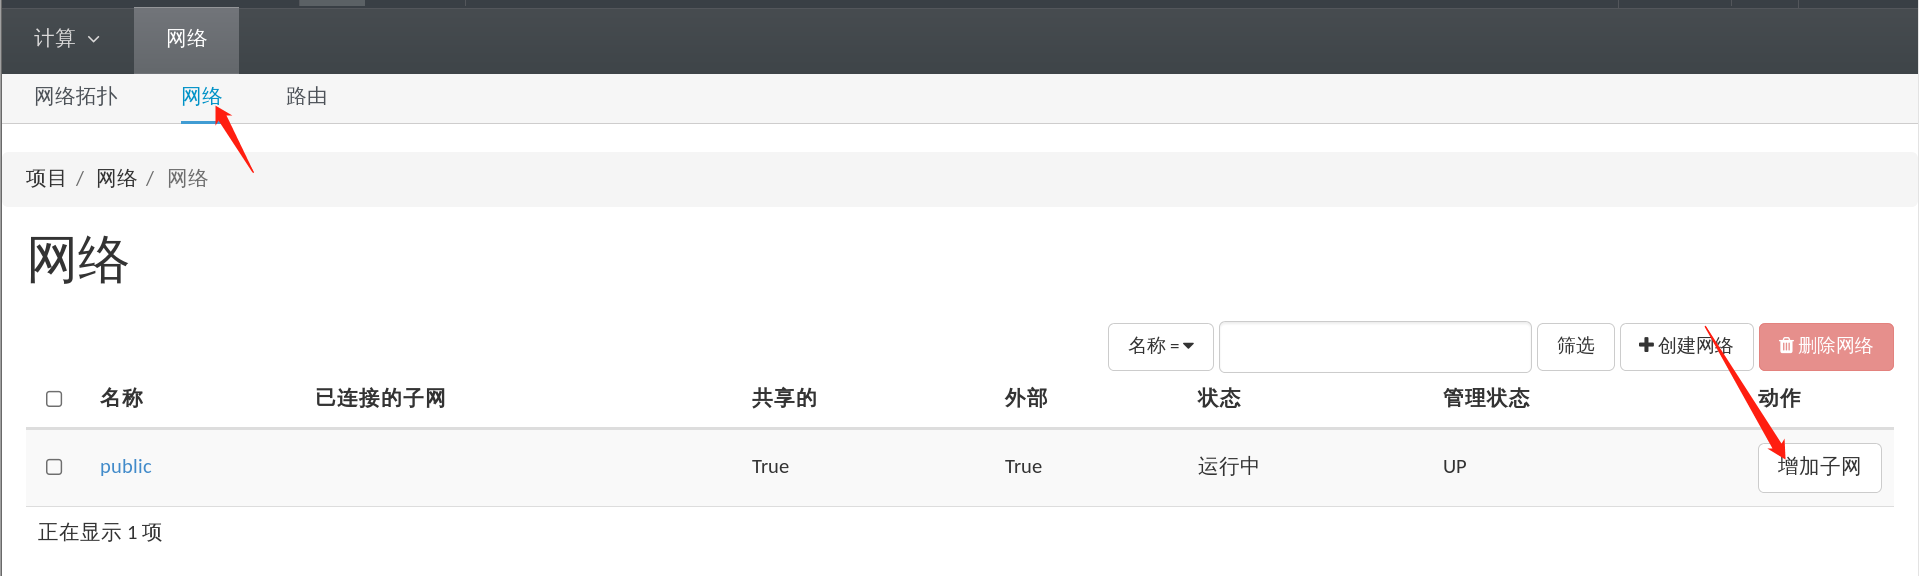 计算 网络
网络拓扑 网络 路由
项目 / 网络 / 网络
网络
名称 = 筛选 创建网络 删除网络
名称 已连接的子网 共享的 外部 状态 管理状态 动作
public True True 运行中 UP 增加子网
正在显示 1 项